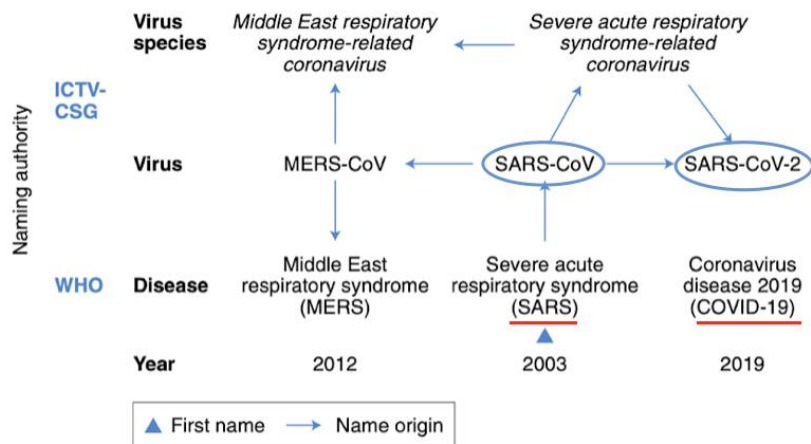 Naming authority
Virus species
Middle East respiratory syndrome-related coronavirus
Severe acute respiratory syndrome-related coronavirus
ICTV-CSG
Virus
MERS-CoV
SARS-CoV
SARS-CoV-2
WHO
Disease
Middle East respiratory syndrome (MERS)
Severe acute respiratory syndrome (SARS)
Coronavirus disease 2019 (COVID-19)
Year
2012
2003
2019
First name
Name origin